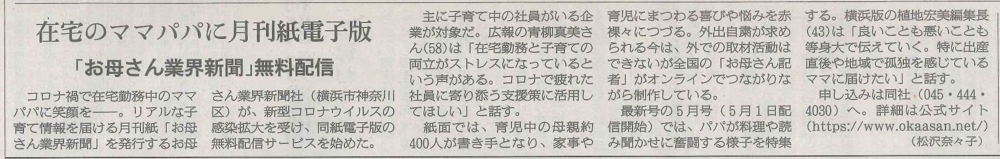 在宅のママパパに月刊紙電子版
「お母さん業界新聞」無料配信
コロナ禍で在宅勤務中のママ
パパに笑顔を――。リアルな子
育て情報を届ける月刊紙「お母
さん業界新聞」を発行するお母
さん業界新聞社（横浜市神奈川
区）が、新型コロナウイルスの
感染拡大を受け、同紙電子版の
無料配信サービスを始めた。
主に子育て中の社員がいる企
業が対象だ。広報の青柳真美さ
ん(58)は「在宅勤務と子育ての
両立がストレスになっていると
いう声がある。コロナで疲れた
社員に寄り添う支援策に活用し
てほしい」と話す。
紙面では、育児中の母親約
400人が書き手となり、家事や
育児にまつわる喜びや悩みを赤
裸々につづる。外出自粛が求め
られる今は、外での取材活動は
できないが全国の「お母さん記
者」がオンラインでつながりな
がら制作している。
最新号の5月号（5月1日配
信開始）では、パパが料理や読
み聞かせに奮闘する様子を特集
する。横浜版の植地宏美編集長
(43)は「良いことも悪いことも
等身大で伝えていく。特に出産
直後や地域で孤独を感じている
ママに届けたい」と話す。
申し込みは同社（045・444・
4030）へ。詳細は公式サイト
(https://www.okaasan.net/)
（松沢奈々子）